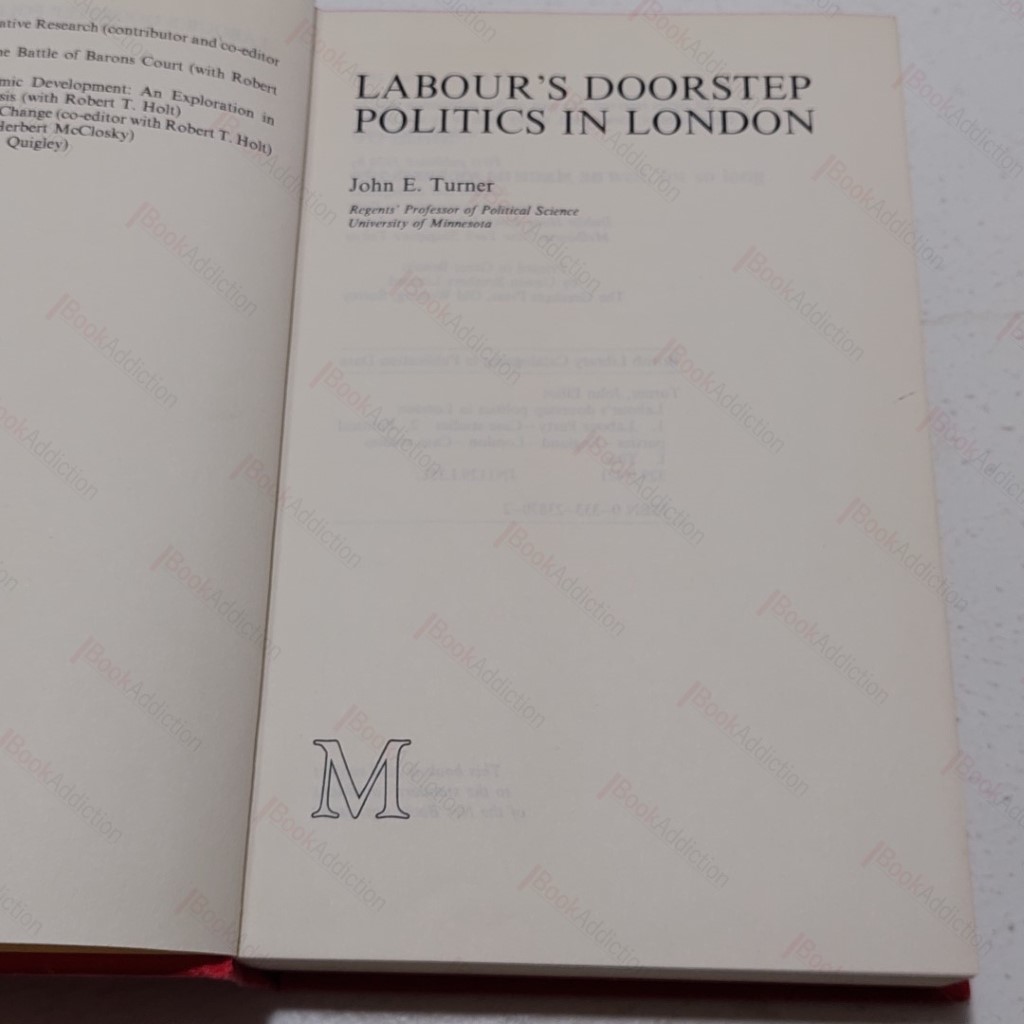 ative Research (contributor and co-editor
e Battle of Barons Court (with Robert
mic Development: An Exploration in
sis (with Robert T. Holt)
Change (co-editor with Robert T. Holt)
Herbert McClosky)
Quigley)
LABOUR'S DOORSTEP
POLITICS IN LONDON
John E. Turner
Regents' Professor of Political Science
University of Minnesota
M
BookAddiction